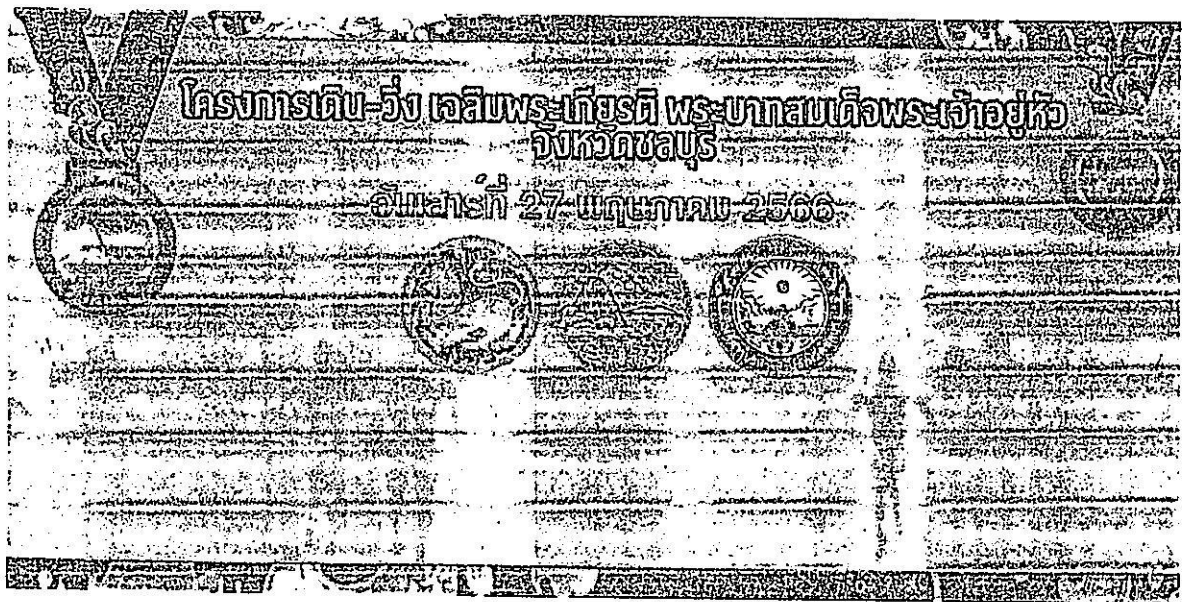 โครงการเดิน-วิ่ง เฉลิมพระเกียรติ พระบาทสมเด็จพระเจ้าอยู่หัว
จังหวัดชลบุรี
วันเสาร์ที่ 27 พฤษภาคม 2566